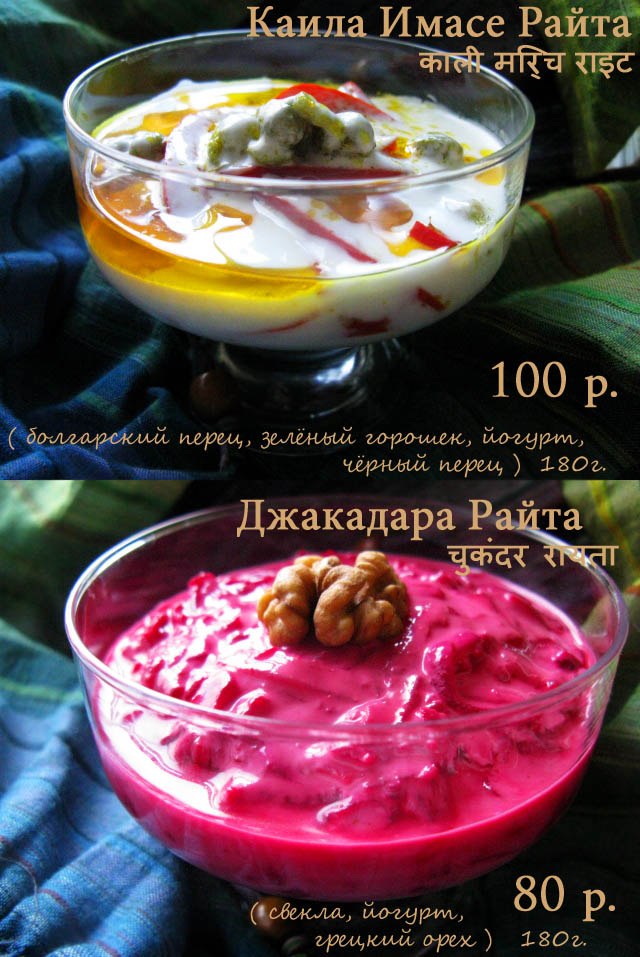 Каила Имасе Райта
काली मर्िच राइट
100 р.
( болгарский перец, зелёный горошек, йогурт,
чёрный перец ) 180г.
Джакадара Райта
चुकंदर रायता
80 р.
( свекла, йогурт,
грецкий орех ) 180г.